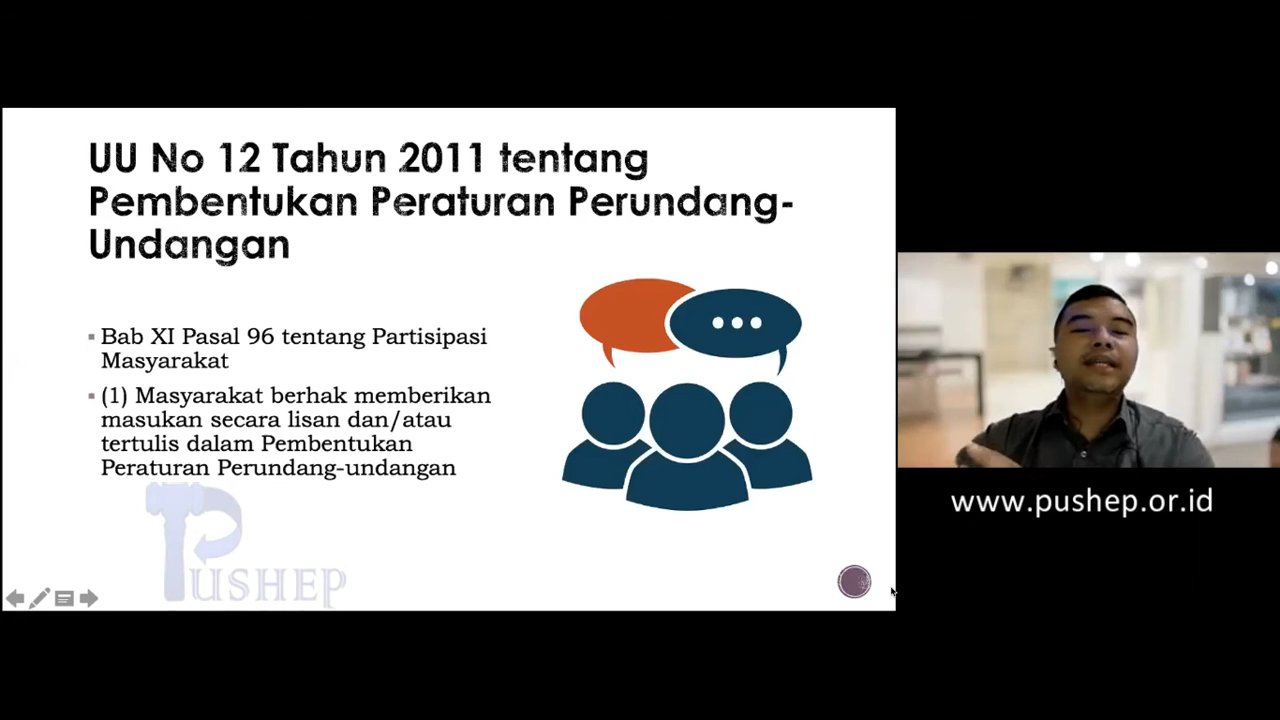 UU No 12 Tahun 2011 tentang
Pembentukan Peraturan Perundang-
Undangan
Bab XI Pasal 96 tentang Partisipasi
Masyarakat
(1) Masyarakat berhak memberikan
masukan secara lisan dan/atau
tertulis dalam Pembentukan
Peraturan Perundang-undangan
PUSHEP
www.pushep.or.id